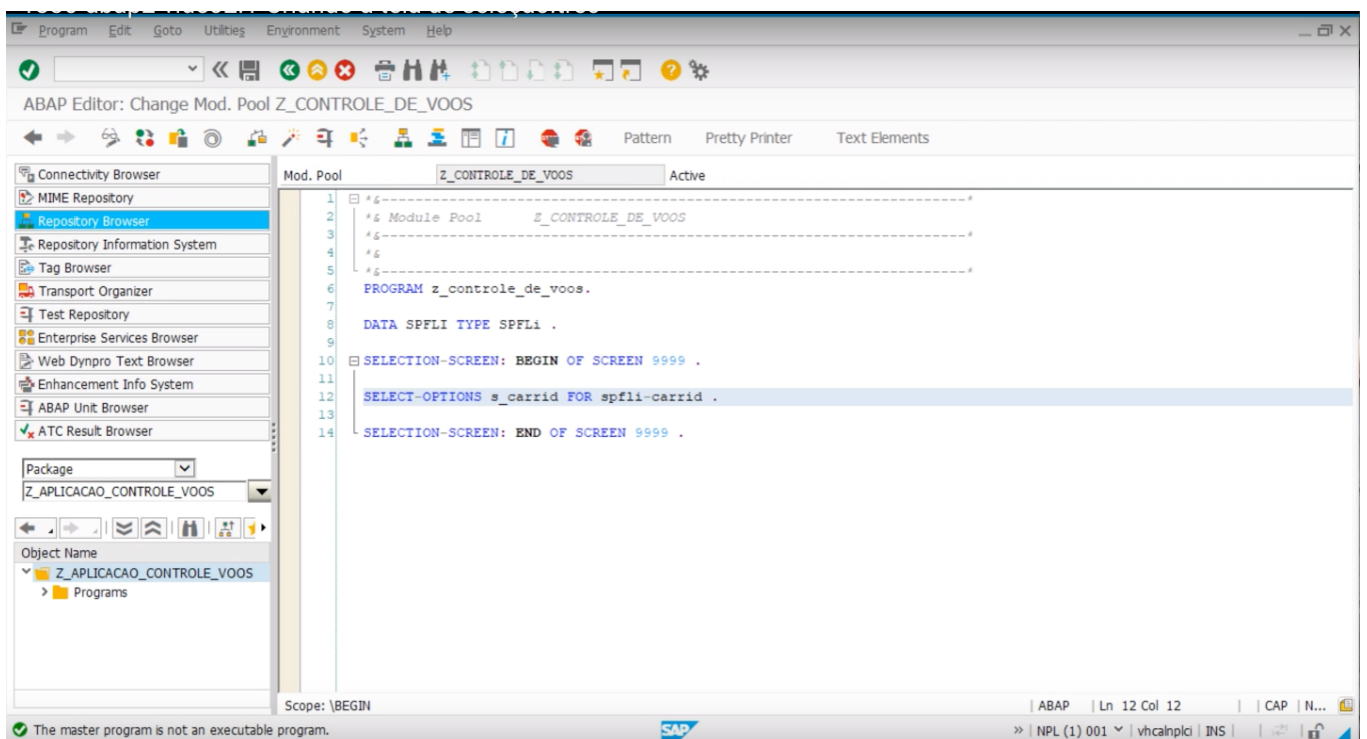 Program Edit Goto Utilities Environment System Help
ABAP Editor: Change Mod. Pool Z_CONTROLE_DE_VOOS
Pattern Pretty Printer Text Elements
Connectivity Browser
MIME Repository
Repository Browser
Repository Information System
Tag Browser
Transport Organizer
Test Repository
Enterprise Services Browser
Web Dynpro Text Browser
Enhancement Info System
ABAP Unit Browser
ATC Result Browser
Package
Z_APLICACAO_CONTROLE_VOOS
Object Name
Z_APLICACAO_CONTROLE_VOOS
Programs
Mod. Pool Z_CONTROLE_DE_VOOS Active
1 *&---------------------------------------------------------------------*
2 *& Module Pool Z_CONTROLE_DE_VOOS
3 *&---------------------------------------------------------------------*
4 *&
5 *&---------------------------------------------------------------------*
6 PROGRAM z_controle_de_voos.
7
8 DATA SPFLI TYPE SPFLi .
9
10 SELECTION-SCREEN: BEGIN OF SCREEN 9999 .
11
12 SELECT-OPTIONS s_carrid FOR spfli-carrid .
13
14 SELECTION-SCREEN: END OF SCREEN 9999 .
Scope: \BEGIN ABAP Ln 12 Col 12 CAP N...
The master program is not an executable program. SAP » NPL (1) 001 vhcalnplci INS